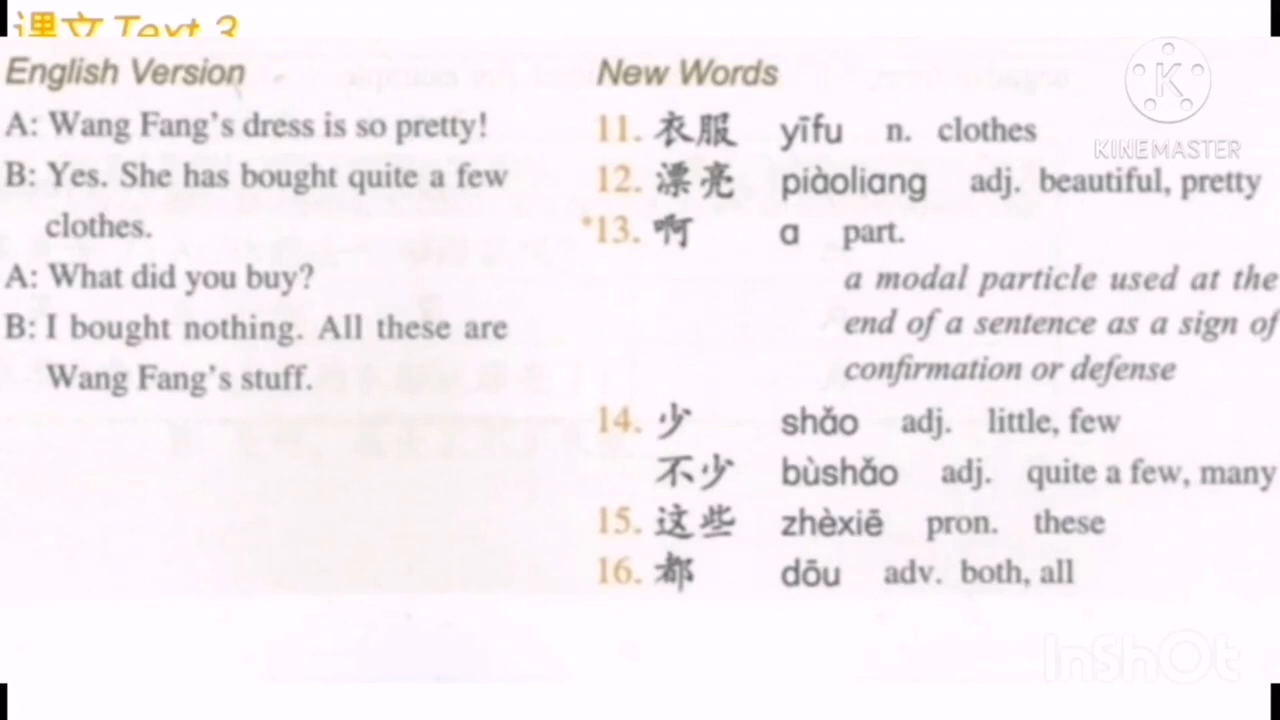 课文 Text 3
English Version
A: Wang Fang's dress is so pretty!
B: Yes. She has bought quite a few
clothes.
A: What did you buy?
B: I bought nothing. All these are
Wang Fang's stuff.
New Words
11. 衣服 yīfu n. clothes
12. 漂亮 piàoliang adj. beautiful, pretty
*13. 啊 a part.
a modal particle used at the
end of a sentence as a sign of
confirmation or defense
14. 少 shǎo adj. little, few
不少 bùshǎo adj. quite a few, many
15. 这些 zhèxiē pron. these
16. 都 dōu adv. both, all
K
KINEMASTER
InShOt